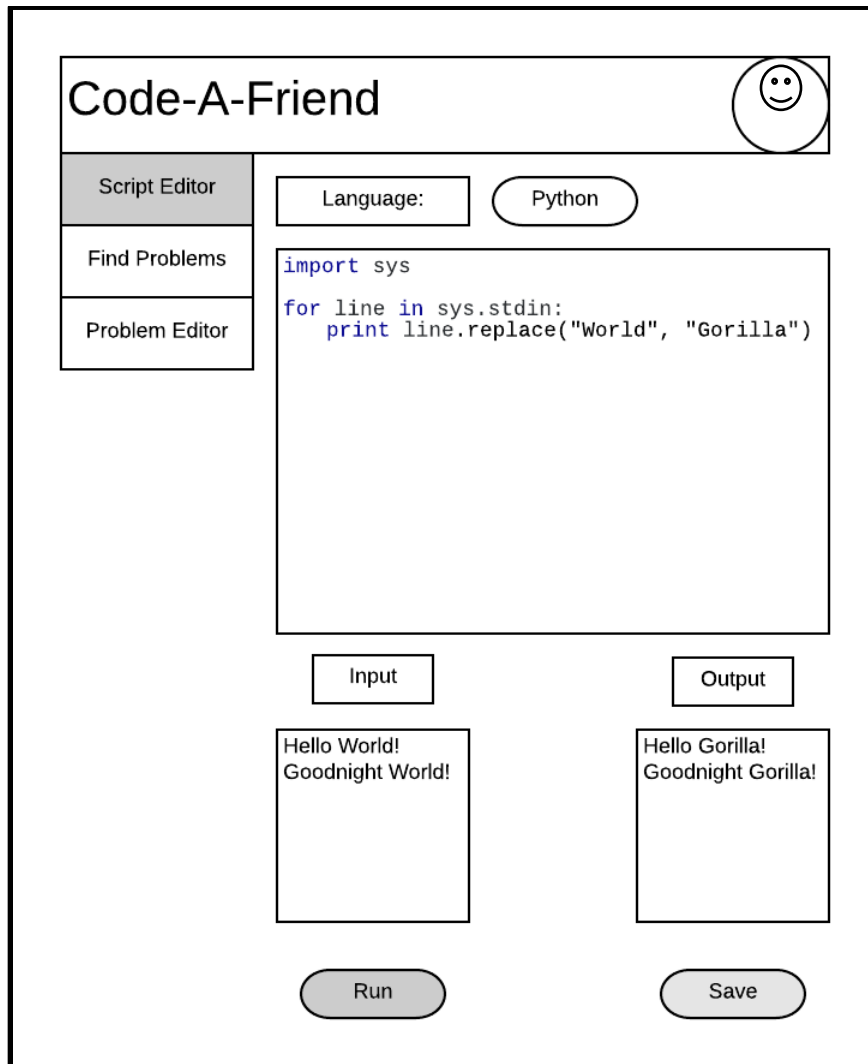 Code-A-Friend
Script Editor
Find Problems
Problem Editor
Language:
Python
import sys
for line in sys.stdin:
print line.replace("World", "Gorilla")
Input
Output
Hello World!
Goodnight World!
Hello Gorilla!
Goodnight Gorilla!
Run
Save